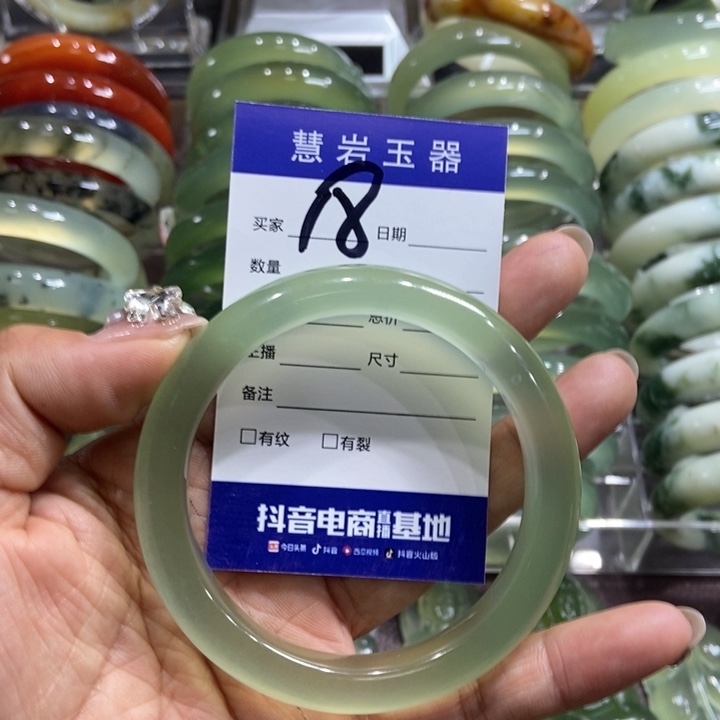 慧岩玉器
买家 18 日期
数量
总价
主播 尺寸
备注
□有纹 □有裂
抖音电商直播基地
今日头条 抖音 西瓜视频 抖音火山版